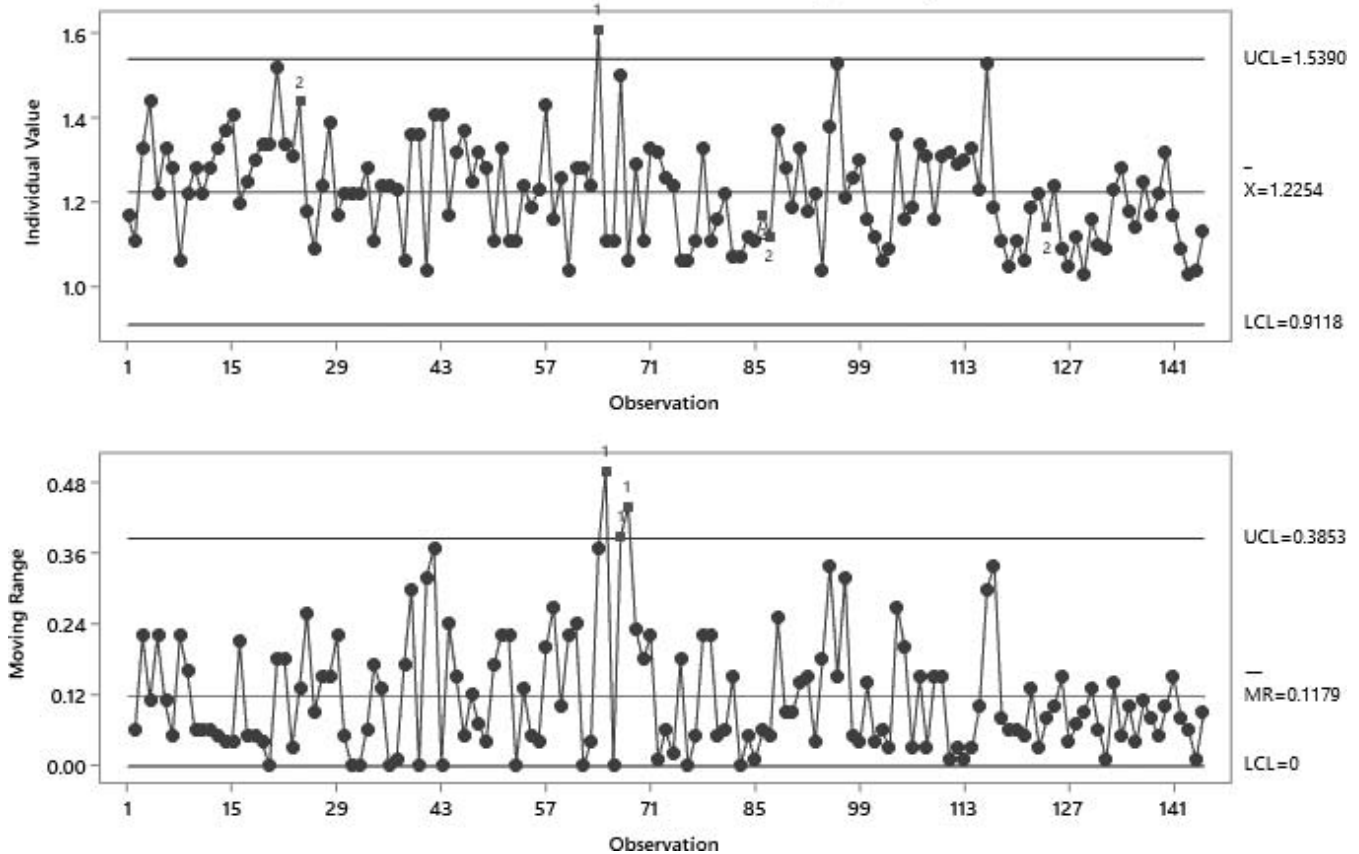 1
1.6
UCL=1.5390
2
1.4
_
X=1.2254
1.2
2
2
1.0
LCL=0.9118
1 15 29 43 57 71 85 99 113 127 141
Individual Value
Observation
1
0.48
1
1
UCL=0.3853
0.36
0.24
__
MR=0.1179
0.12
0.00
LCL=0
1 15 29 43 57 71 85 99 113 127 141
Moving Range
Observation